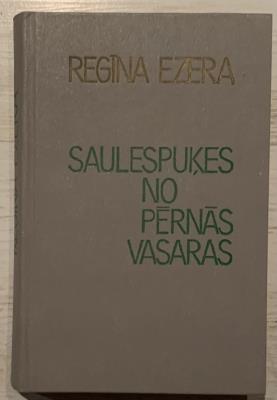 REGĪNA EZERA
SAULESPUĶES
NO
PĒRNĀS
VASARAS